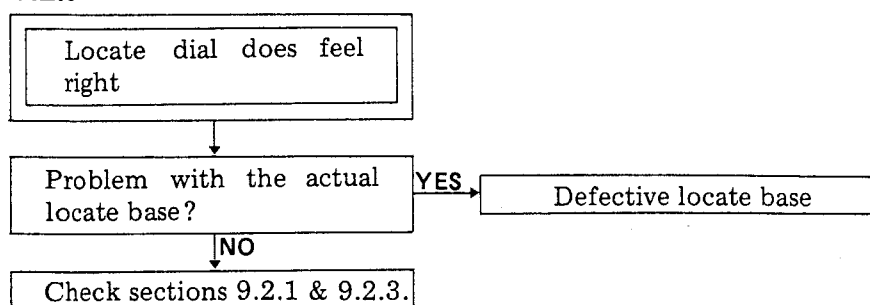 Locate dial does feel
right
Problem with the actual
locate base?
YES
Defective locate base
NO
Check sections 9.2.1 & 9.2.3.